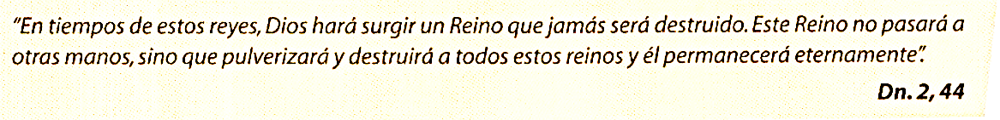 "En tiempos de estos reyes, Dios hará surgir un Reino que jamás será destruido. Este Reino no pasará a
otras manos, sino que pulverizará y destruirá a todos estos reinos y él permanecerá eternamente".
Dn. 2, 44